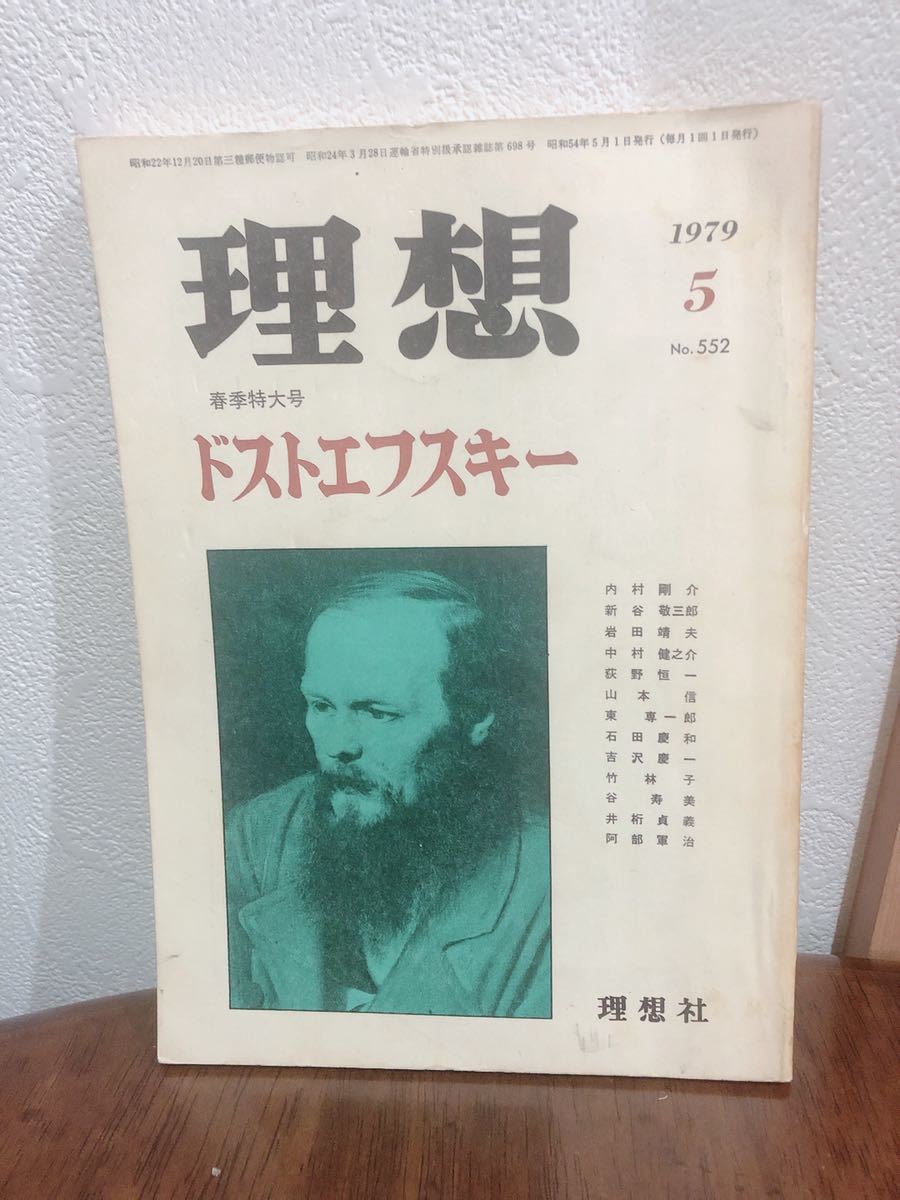 昭和22年12月20日第三種郵便物認可 昭和24年3月28日運輸省特別扱承認雑誌第698号 昭和54年5月1日発行（毎月1回1日発行）
理想
1979
5
No. 552
春季特大号
ドストエフスキー
内村剛介
新谷敬三郎
岩田靖夫
中村健之介
荻野恒一
山本信
東専一郎
石田慶和
吉沢慶一
竹林子
谷寿美
井桁貞義
阿部軍治
理想社